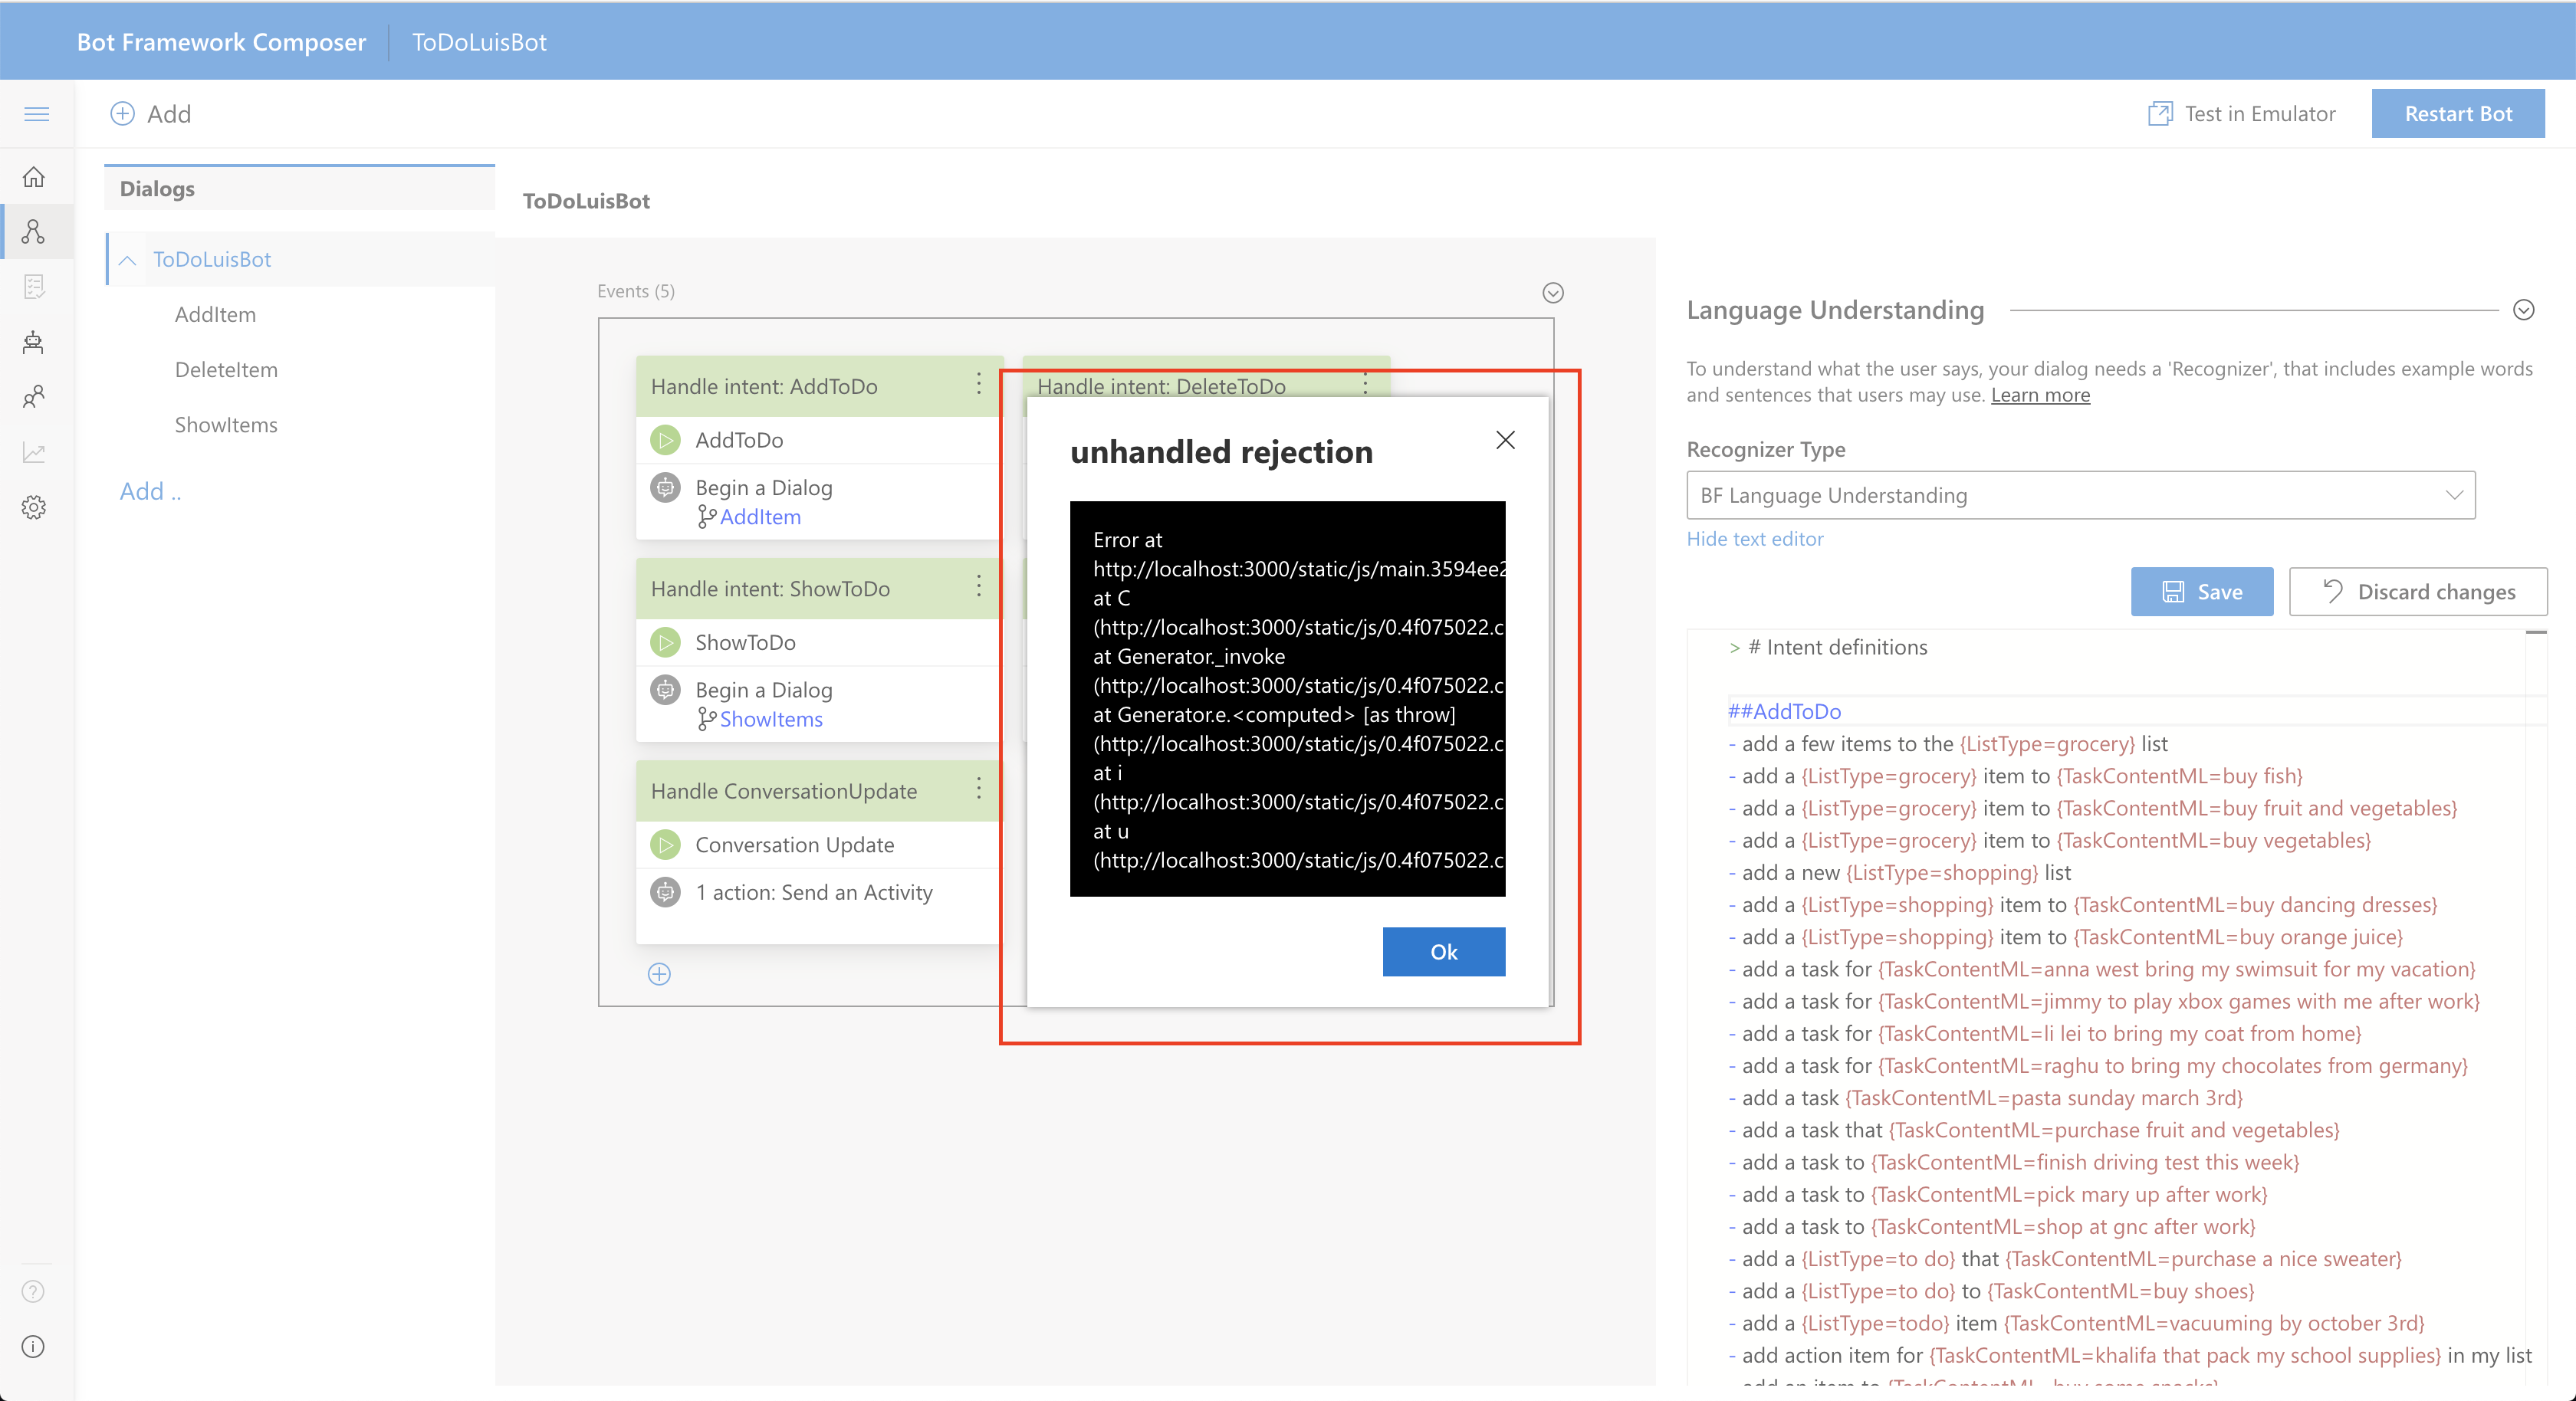 Bot Framework Composer
ToDoLuisBot
Add
Test in Emulator
Restart Bot
Dialogs
ToDoLuisBot
AddItem
DeleteItem
ShowItems
Add ..
ToDoLuisBot
Events (5)
Handle intent: AddToDo
AddToDo
Begin a Dialog
AddItem
Handle intent: ShowToDo
ShowToDo
Begin a Dialog
ShowItems
Handle ConversationUpdate
Conversation Update
1 action: Send an Activity
Handle intent: DeleteToDo
unhandled rejection
Error at
http://localhost:3000/static/js/main.3594ee2
at C
(http://localhost:3000/static/js/0.4f075022.c
at Generator._invoke
(http://localhost:3000/static/js/0.4f075022.c
at Generator.e.<computed> [as throw]
(http://localhost:3000/static/js/0.4f075022.c
at i
(http://localhost:3000/static/js/0.4f075022.c
at u
(http://localhost:3000/static/js/0.4f075022.c
Ok
Language Understanding
To understand what the user says, your dialog needs a 'Recognizer', that includes example words
and sentences that users may use. Learn more
Recognizer Type
BF Language Understanding
Hide text editor
Save
Discard changes
> # Intent definitions
##AddToDo
- add a few items to the {ListType=grocery} list
- add a {ListType=grocery} item to {TaskContentML=buy fish}
- add a {ListType=grocery} item to {TaskContentML=buy fruit and vegetables}
- add a {ListType=grocery} item to {TaskContentML=buy vegetables}
- add a new {ListType=shopping} list
- add a {ListType=shopping} item to {TaskContentML=buy dancing dresses}
- add a {ListType=shopping} item to {TaskContentML=buy orange juice}
- add a task for {TaskContentML=anna west bring my swimsuit for my vacation}
- add a task for {TaskContentML=jimmy to play xbox games with me after work}
- add a task for {TaskContentML=li lei to bring my coat from home}
- add a task for {TaskContentML=raghu to bring my chocolates from germany}
- add a task {TaskContentML=pasta sunday march 3rd}
- add a task that {TaskContentML=purchase fruit and vegetables}
- add a task to {TaskContentML=finish driving test this week}
- add a task to {TaskContentML=pick mary up after work}
- add a task to {TaskContentML=shop at gnc after work}
- add a {ListType=to do} that {TaskContentML=purchase a nice sweater}
- add a {ListType=to do} to {TaskContentML=buy shoes}
- add a {ListType=todo} item {TaskContentML=vacuuming by october 3rd}
- add action item for {TaskContentML=khalifa that pack my school supplies} in my list
- add an item to {TaskContentML=buy some snacks}